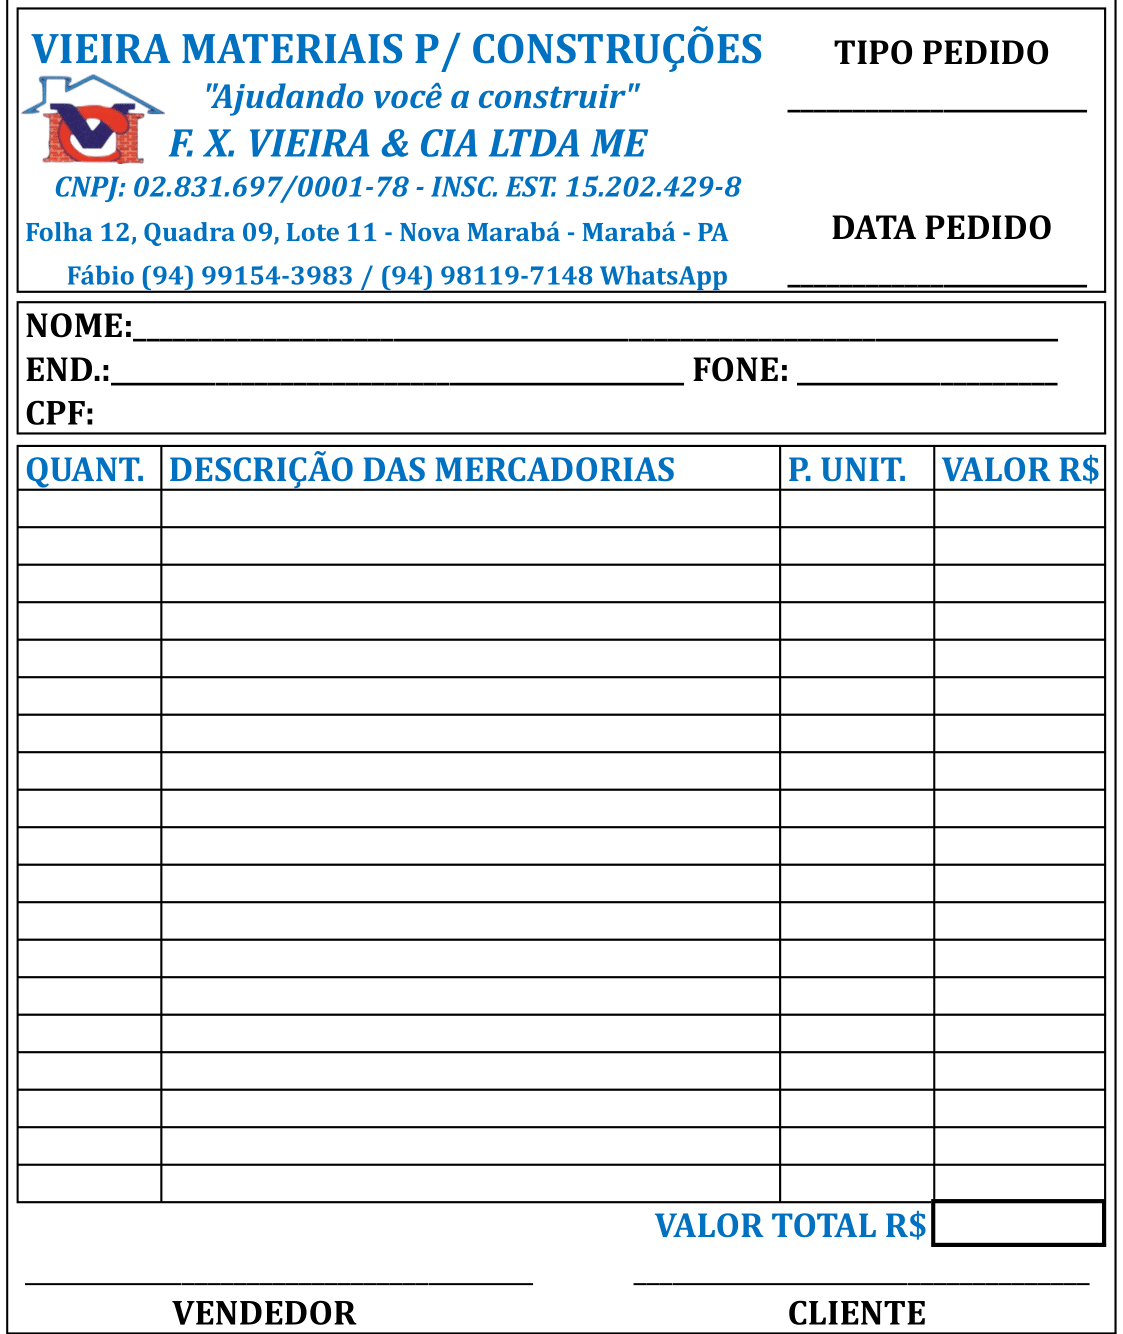 VIEIRA MATERIAIS P/ CONSTRUÇÕES
"Ajudando você a construir"
F. X. VIEIRA & CIA LTDA ME
CNPJ: 02.831.697/0001-78 - INSC. EST. 15.202.429-8
Folha 12, Quadra 09, Lote 11 - Nova Marabá - Marabá - PA
Fábio (94) 99154-3983 / (94) 98119-7148 WhatsApp
TIPO PEDIDO
DATA PEDIDO
NOME:
END.: FONE:
CPF:
QUANT. DESCRIÇÃO DAS MERCADORIAS P. UNIT. VALOR R$
VALOR TOTAL R$
VENDEDOR CLIENTE